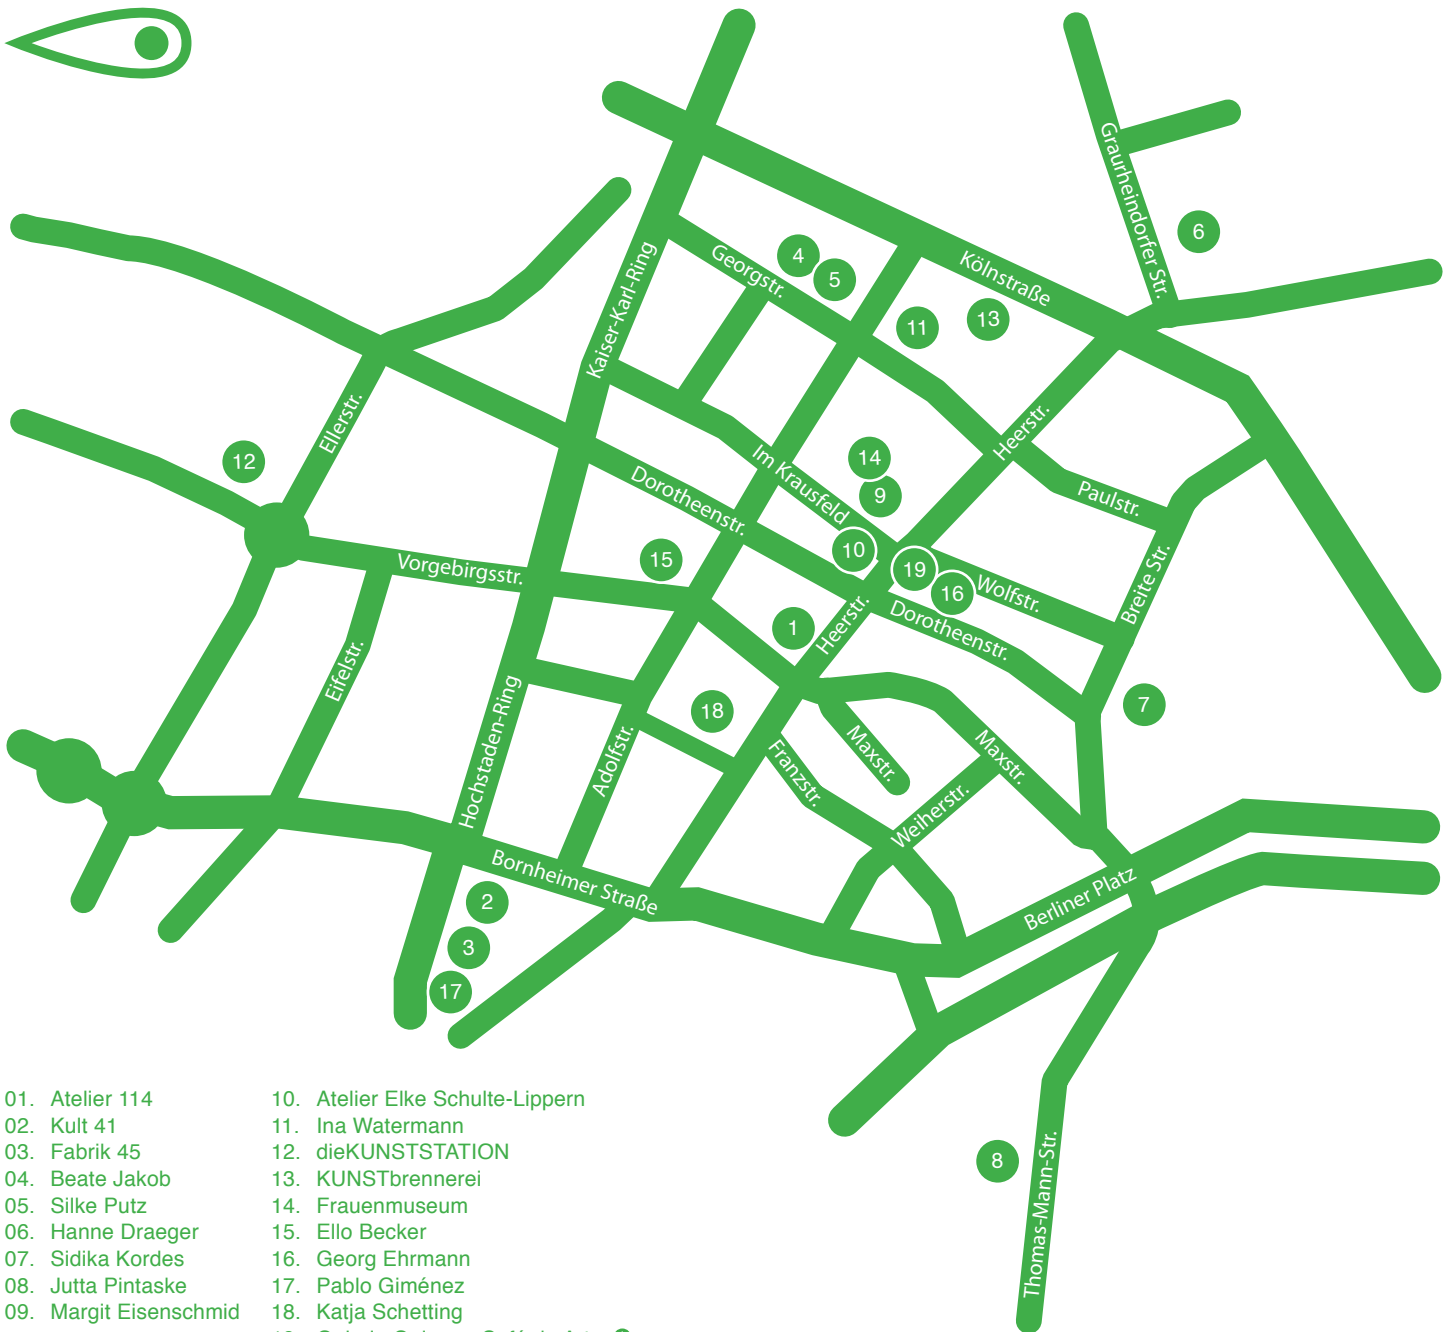 Graurheindorfer Str.
6
Kölnstraße
Georgstr.
4
5
Kaiser-Karl-Ring
11
13
Ellerstr.
12
Heerstr.
14
9
Im Krausfeld
Dorotheenstr.
Paulstr.
10
19
16
Wolfstr.
Breite Str.
15
Vorgebirgsstr.
1
Heerstr.
Dorotheenstr.
Eifelstr.
18
7
Hochstaden-Ring
Adolfstr.
Franzstr.
Maxstr.
Maxstr.
Weiherstr.
Bornheimer Straße
Berliner Platz
2
3
17
8
Thomas-Mann-Str.
01. Atelier 114
02. Kult 41
03. Fabrik 45
04. Beate Jakob
05. Silke Putz
06. Hanne Draeger
07. Sidika Kordes
08. Jutta Pintaske
09. Margit Eisenschmid
10. Atelier Elke Schulte-Lippern
11. Ina Watermann
12. dieKUNSTSTATION
13. KUNSTbrennerei
14. Frauenmuseum
15. Ello Becker
16. Georg Ehrmann
17. Pablo Giménez
18. Katja Schetting